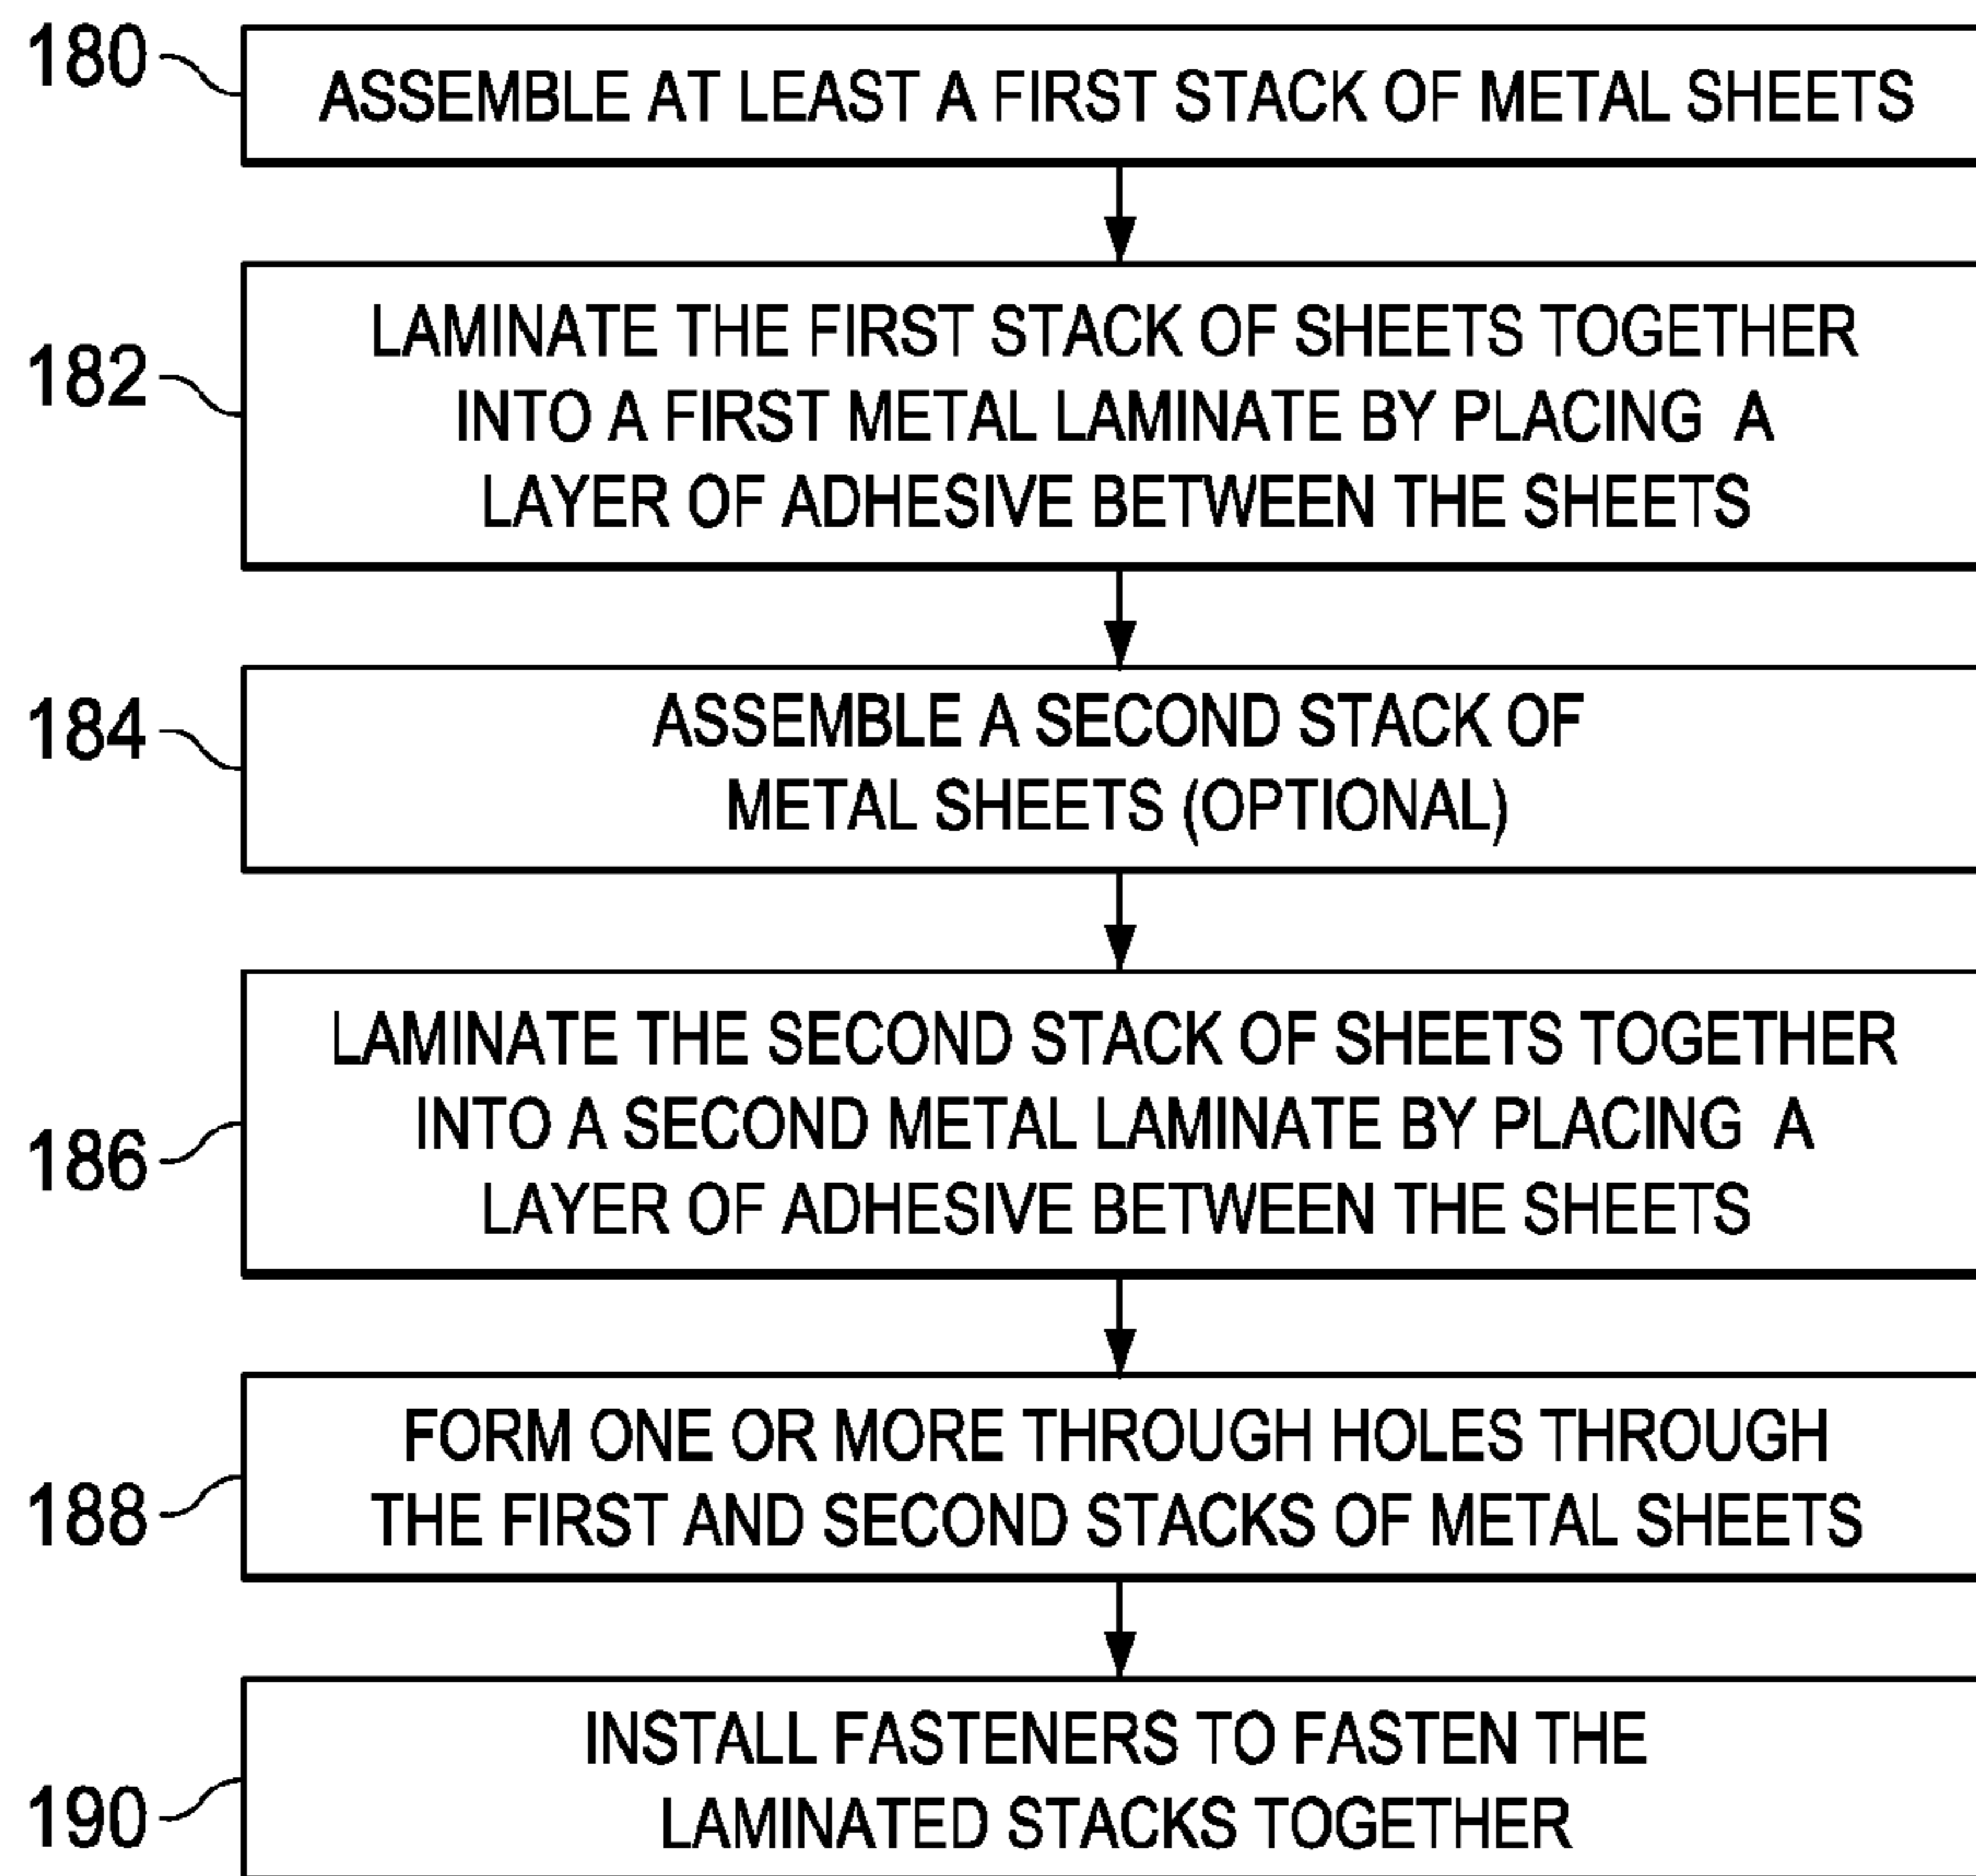 180
ASSEMBLE AT LEAST A FIRST STACK OF METAL SHEETS
182
LAMINATE THE FIRST STACK OF SHEETS TOGETHER
INTO A FIRST METAL LAMINATE BY PLACING A
LAYER OF ADHESIVE BETWEEN THE SHEETS
184
ASSEMBLE A SECOND STACK OF
METAL SHEETS (OPTIONAL)
186
LAMINATE THE SECOND STACK OF SHEETS TOGETHER
INTO A SECOND METAL LAMINATE BY PLACING A
LAYER OF ADHESIVE BETWEEN THE SHEETS
188
FORM ONE OR MORE THROUGH HOLES THROUGH
THE FIRST AND SECOND STACKS OF METAL SHEETS
190
INSTALL FASTENERS TO FASTEN THE
LAMINATED STACKS TOGETHER